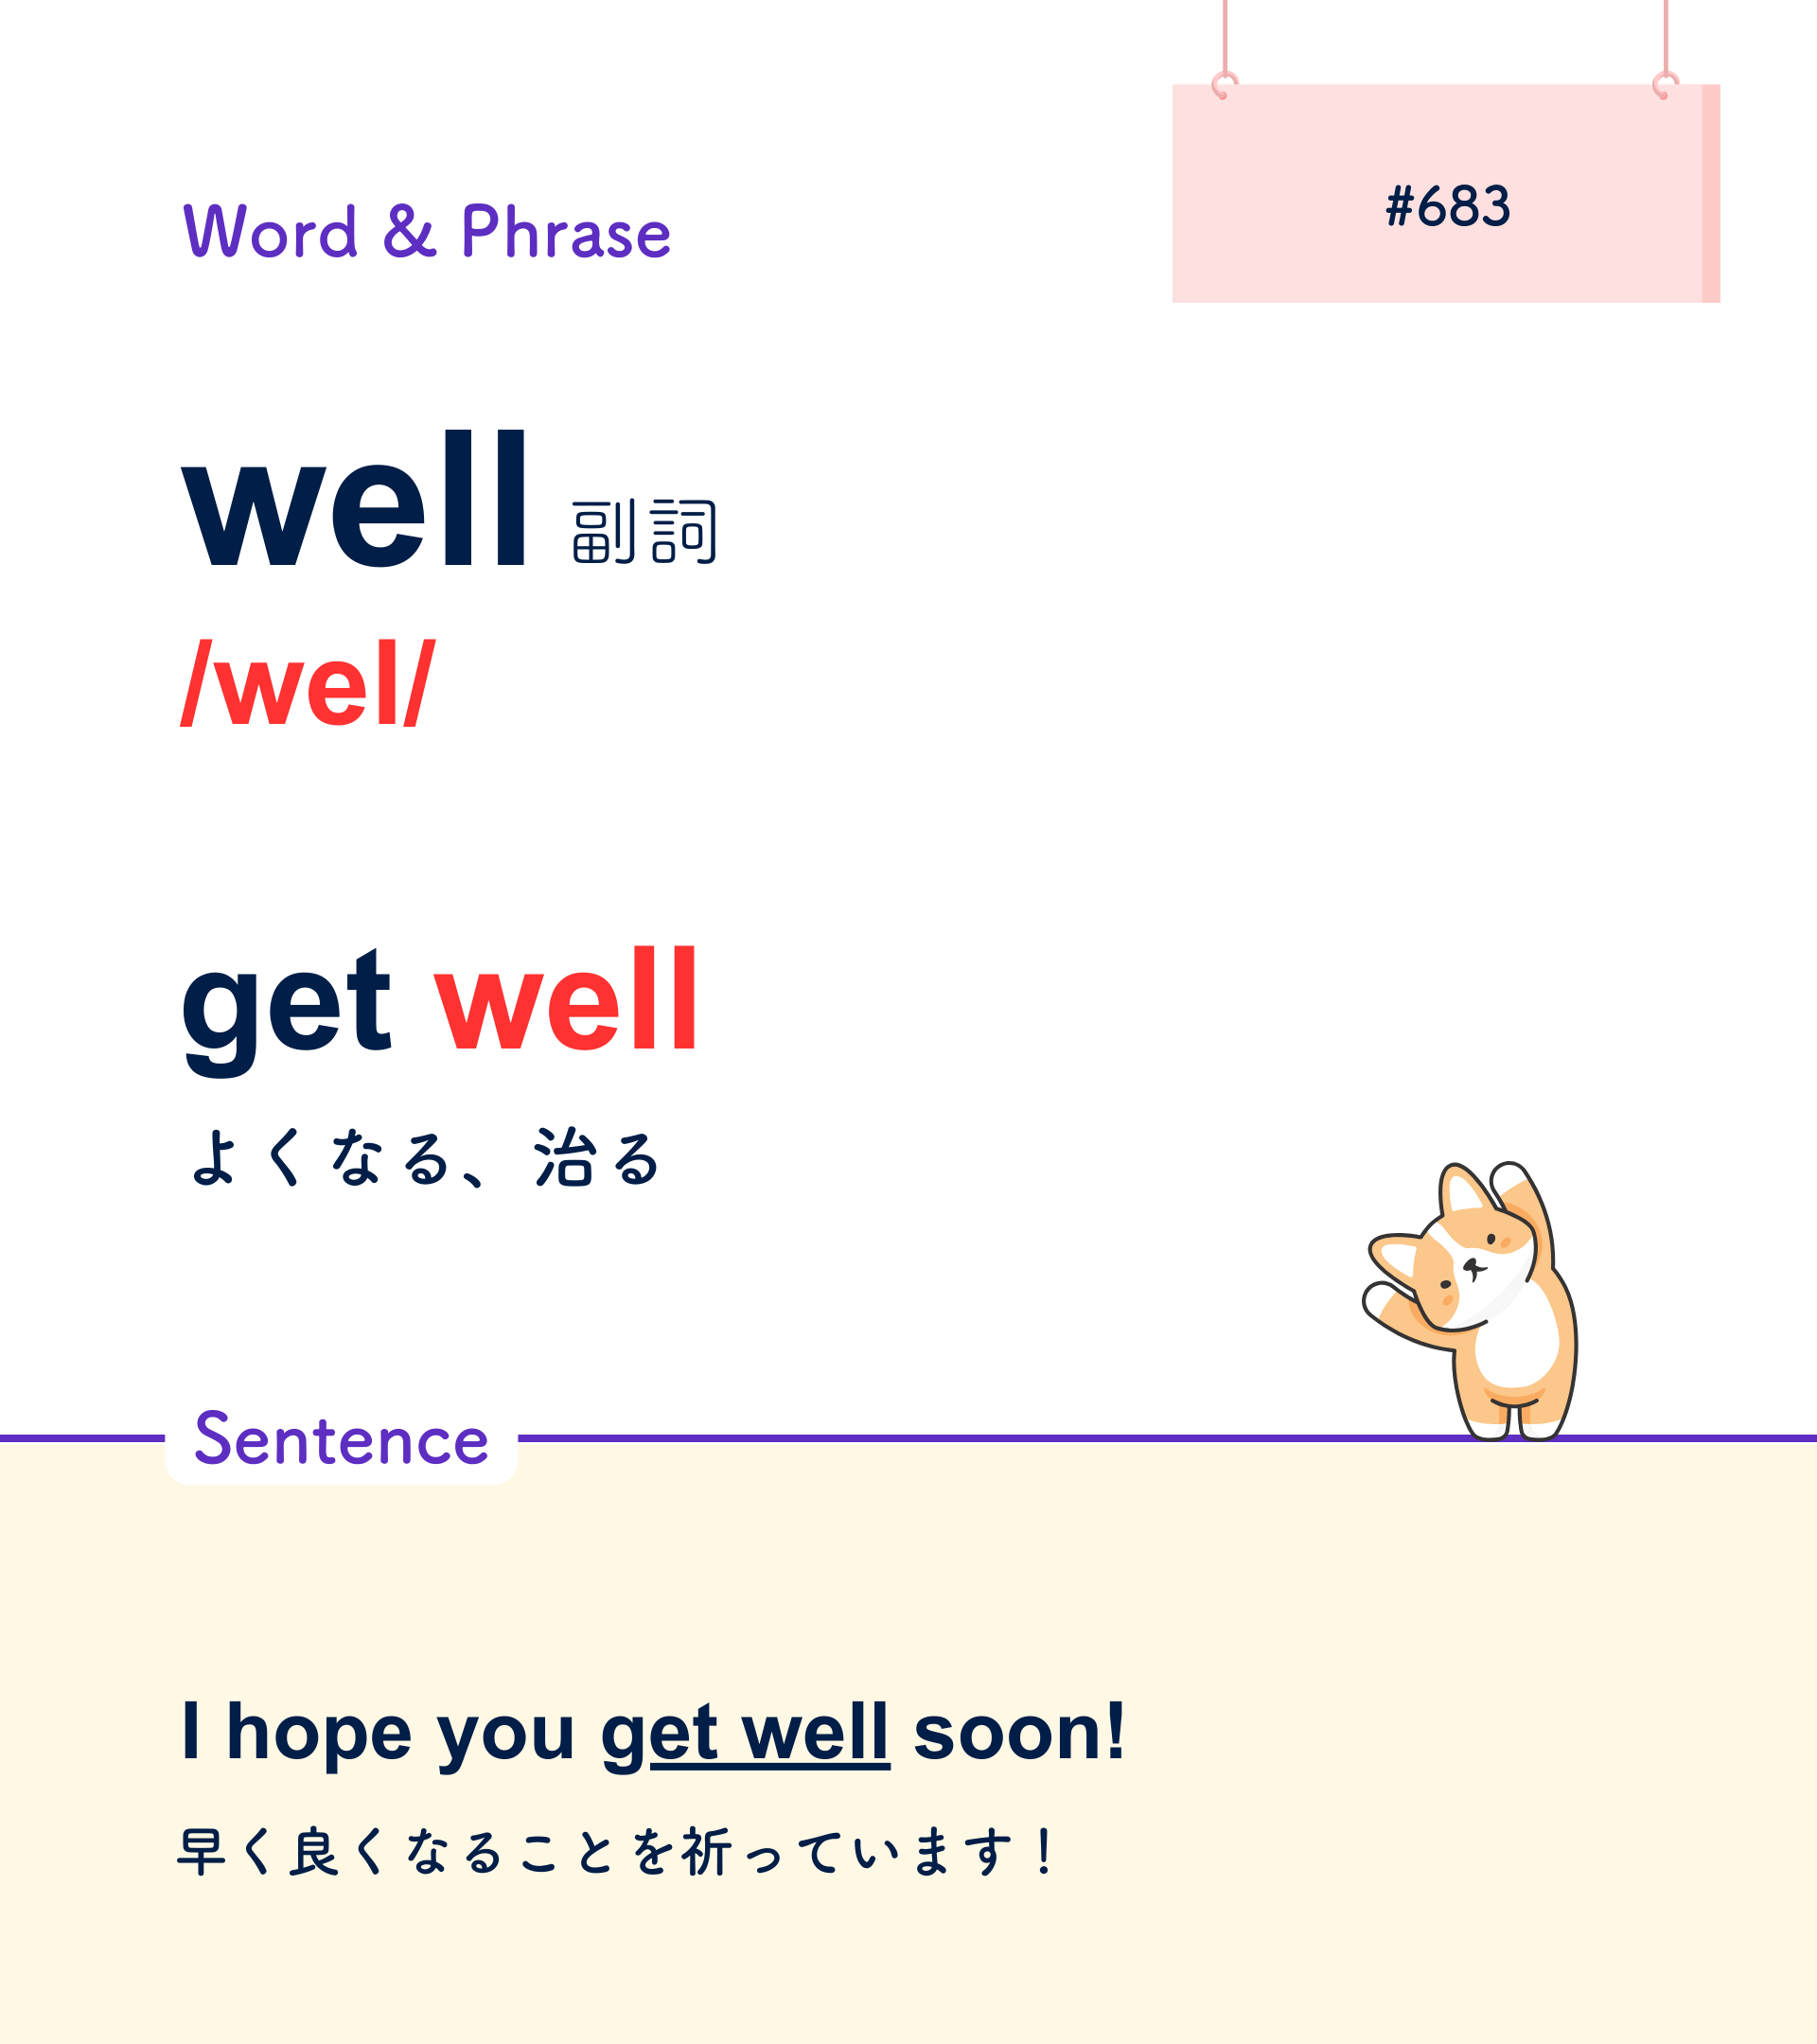 #683
Word & Phrase
well 副詞
/wel/
get well
よくなる、治る
Sentence
I hope you get well soon!
早く良くなることを祈っています！